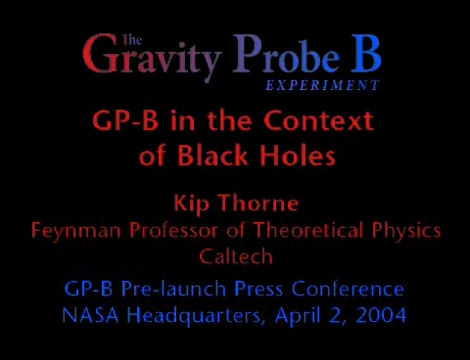 The
Gravity Probe B
EXPERIMENT
GP-B in the Context
of Black Holes
Kip Thorne
Feynman Professor of Theoretical Physics
Caltech
GP-B Pre-launch Press Conference
NASA Headquarters, April 2, 2004